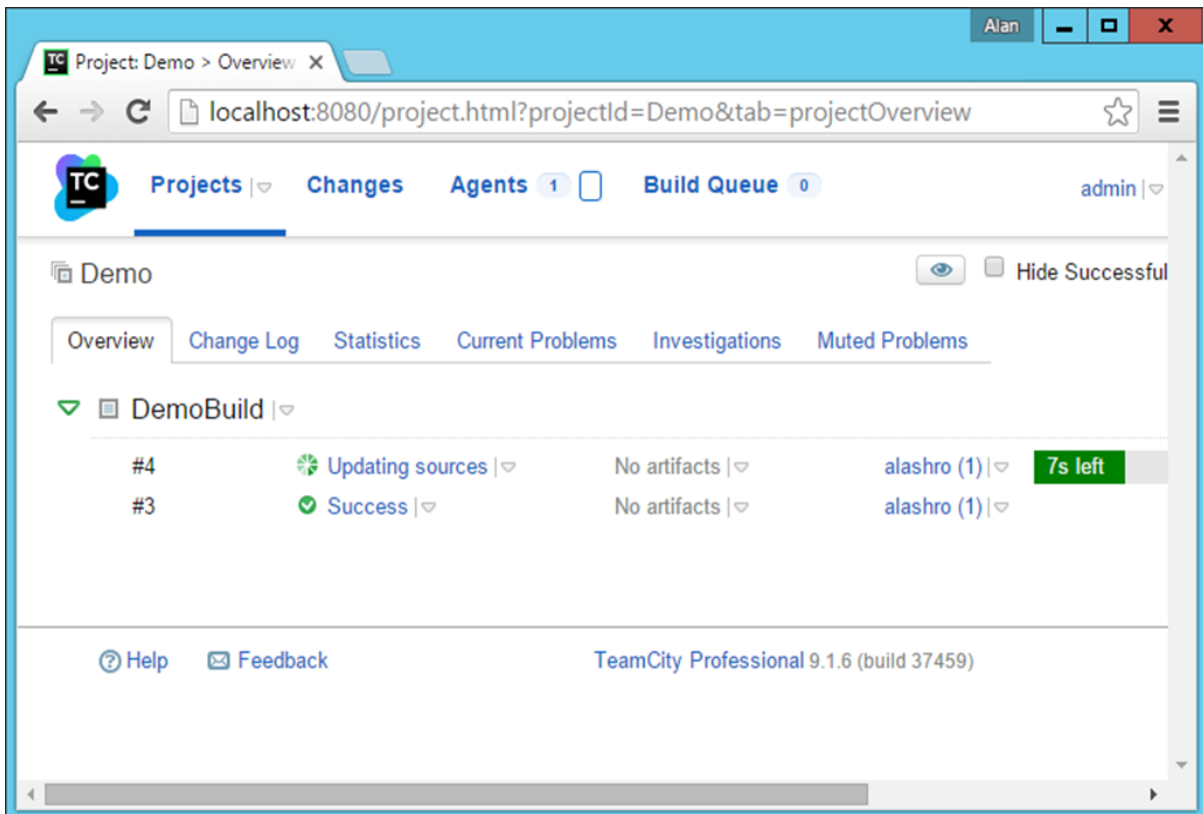 Alan
TC Project: Demo > Overview
localhost:8080/project.html?projectId=Demo&tab=projectOverview
TC Projects Changes Agents 1 Build Queue 0 admin
Demo Hide Successful
Overview Change Log Statistics Current Problems Investigations Muted Problems
DemoBuild
#4 Updating sources No artifacts alashro (1) 7s left
#3 Success No artifacts alashro (1)
Help Feedback TeamCity Professional 9.1.6 (build 37459)